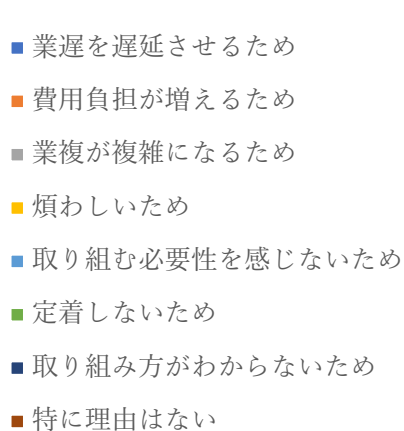 業遅を遅延させるため
費用負担が増えるため
業複が複雑になるため
煩わしいため
取り組む必要性を感じないため
定着しないため
取り組み方がわからないため
特に理由はない